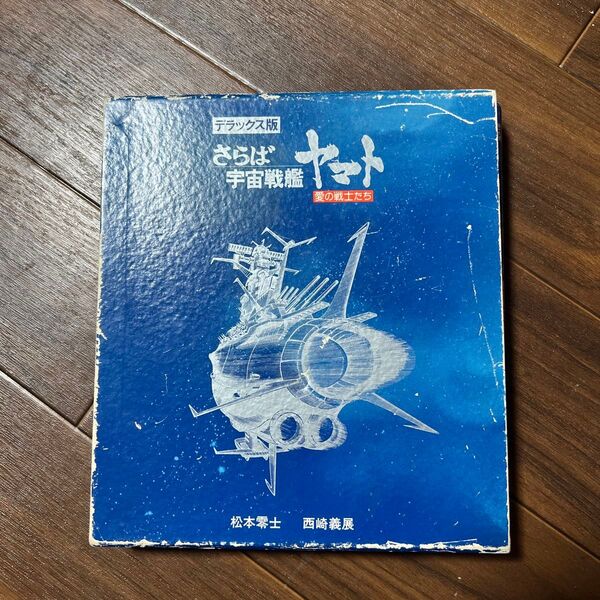 デラックス版
さらば
宇宙戦艦 ヤマト
愛の戦士たち
松本零士 西崎義展